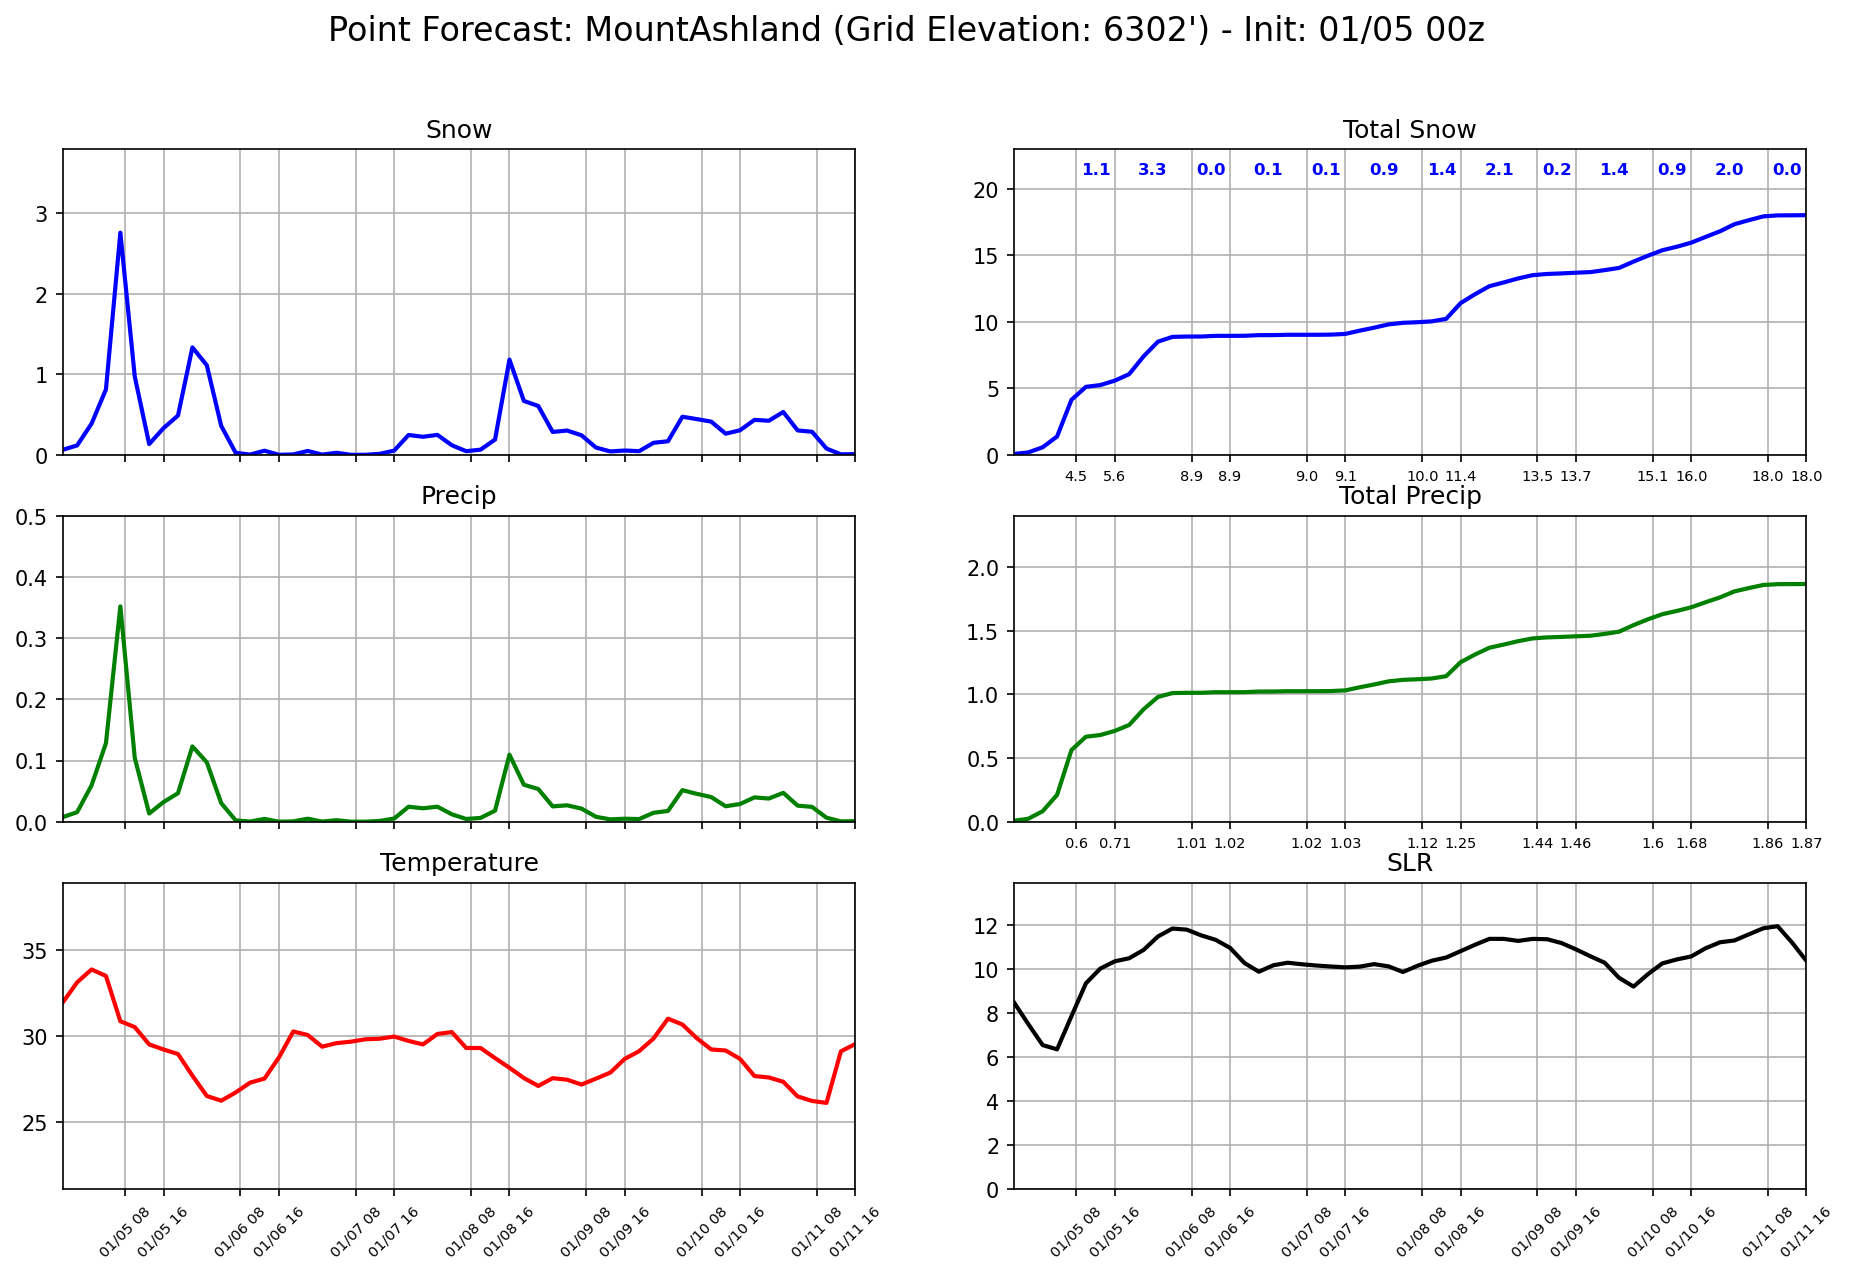 Point Forecast: MountAshland (Grid Elevation: 6302') - Init: 01/05 00z
Snow
3
2
1
0
Total Snow
1.1 3.3 0.0 0.1 0.1 0.9 1.4 2.1 0.2 1.4 0.9 2.0 0.0
20
15
10
5
0
4.5 5.6 8.9 8.9 9.0 9.1 10.0 11.4 13.5 13.7 15.1 16.0 18.0 18.0
Precip
0.5
0.4
0.3
0.2
0.1
0.0
Total Precip
2.0
1.5
1.0
0.5
0.0
0.6 0.71 1.01 1.02 1.02 1.03 1.12 1.25 1.44 1.46 1.6 1.68 1.86 1.87
Temperature
35
30
25
01/05 08 01/05 16 01/06 08 01/06 16 01/07 08 01/07 16 01/08 08 01/08 16 01/09 08 01/09 16 01/10 08 01/10 16 01/11 08 01/11 16
SLR
12
10
8
6
4
2
0
01/05 08 01/05 16 01/06 08 01/06 16 01/07 08 01/07 16 01/08 08 01/08 16 01/09 08 01/09 16 01/10 08 01/10 16 01/11 08 01/11 16